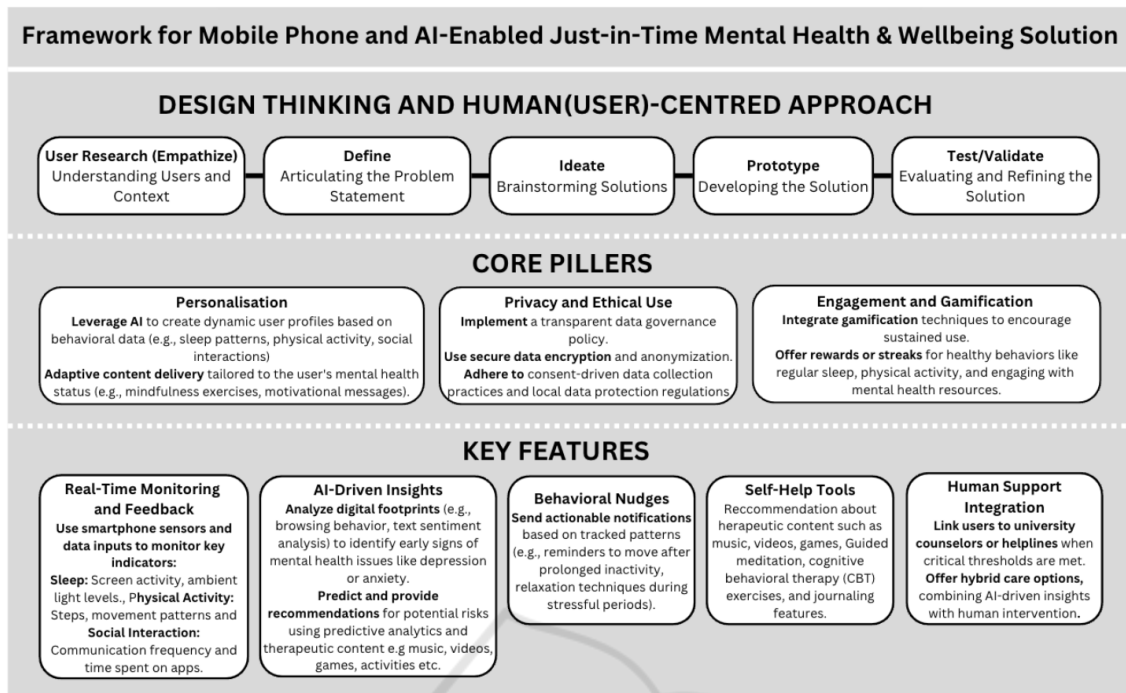 Framework for Mobile Phone and AI-Enabled Just-in-Time Mental Health & Wellbeing Solution
DESIGN THINKING AND HUMAN(USER)-CENTRED APPROACH
User Research (Empathize)
Understanding Users and
Context
Define
Articulating the Problem
Statement
Ideate
Brainstorming Solutions
Prototype
Developing the Solution
Test/Validate
Evaluating and Refining the
Solution
CORE PILLERS
Personalisation
Leverage AI to create dynamic user profiles based on
behavioral data (e.g., sleep patterns, physical activity, social
interactions)
Adaptive content delivery tailored to the user's mental health
status (e.g., mindfulness exercises, motivational messages).
Privacy and Ethical Use
Implement a transparent data governance
policy.
Use secure data encryption and anonymization.
Adhere to consent-driven data collection
practices and local data protection regulations
Engagement and Gamification
Integrate gamification techniques to encourage
sustained use.
Offer rewards or streaks for healthy behaviors like
regular sleep, physical activity, and engaging with
mental health resources.
KEY FEATURES
Real-Time Monitoring
and Feedback
Use smartphone sensors and
data inputs to monitor key
indicators:
Sleep: Screen activity, ambient
light levels., Physical Activity:
Steps, movement patterns and
Social Interaction:
Communication frequency and
time spent on apps.
AI-Driven Insights
Analyze digital footprints (e.g.,
browsing behavior, text sentiment
analysis) to identify early signs of
mental health issues like depression
or anxiety.
Predict and provide
recommendations for potential risks
using predictive analytics and
therapeutic content e.g music, videos,
games, activities etc.
Behavioral Nudges
Send actionable notifications
based on tracked patterns
(e.g., reminders to move after
prolonged inactivity,
relaxation techniques during
stressful periods).
Self-Help Tools
Reccommendation about
herapeutic content such as
music, videos, games, Guided
meditation, cognitive
behavioral therapy (CBT)
exercises, and journaling
features.
Human Support
Integration
Link users to university
counselors or helplines when
critical thresholds are met.
Offer hybrid care options,
combining AI-driven insights
with human intervention.